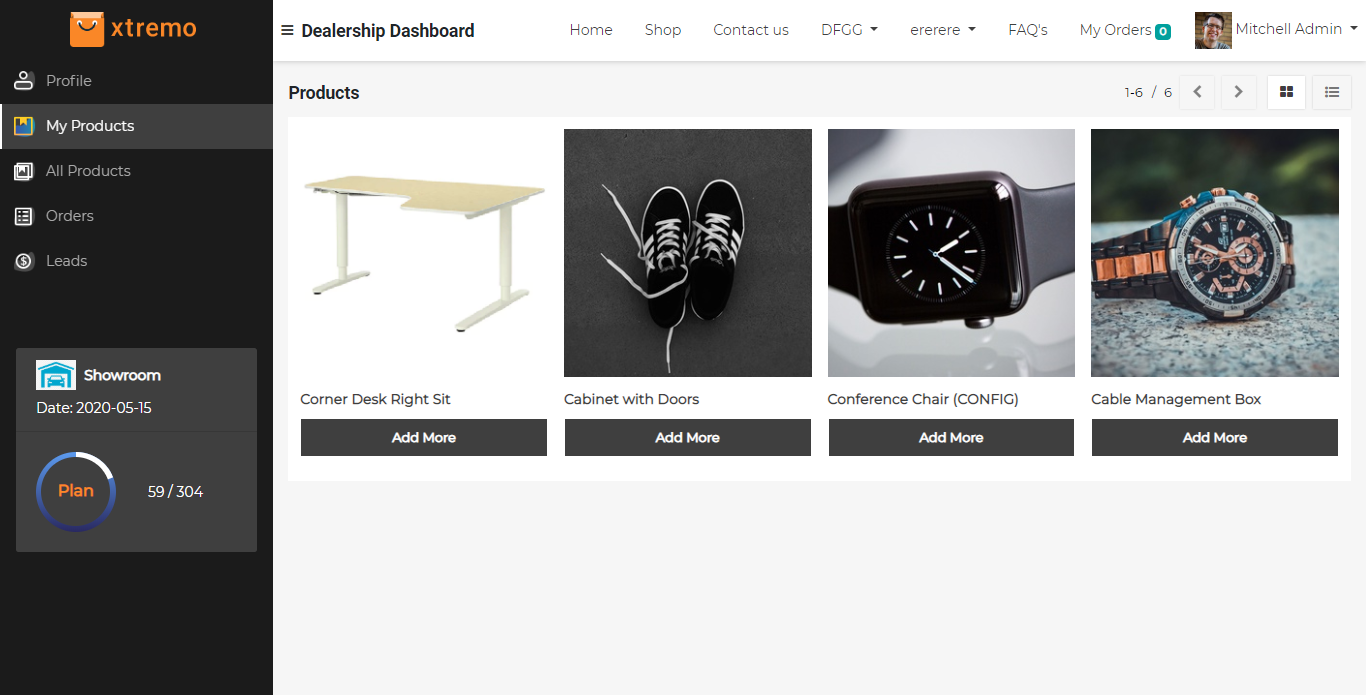 xtremo
Profile
My Products
All Products
Orders
Leads
Showroom
Date: 2020-05-15
Plan
59 / 304
Dealership Dashboard
Home
Shop
Contact us
DFGG
ererere
FAQ's
My Orders 0
Mitchell Admin
Products
1-6 / 6
Corner Desk Right Sit
Cabinet with Doors
Conference Chair (CONFIG)
Cable Management Box
Add More
Add More
Add More
Add More